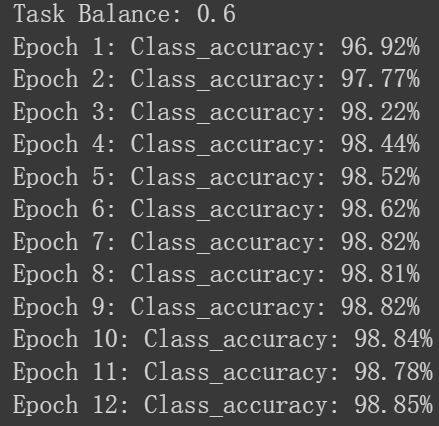 Task Balance: 0.6
Epoch 1: Class_accuracy: 96.92%
Epoch 2: Class_accuracy: 97.77%
Epoch 3: Class_accuracy: 98.22%
Epoch 4: Class_accuracy: 98.44%
Epoch 5: Class_accuracy: 98.52%
Epoch 6: Class_accuracy: 98.62%
Epoch 7: Class_accuracy: 98.82%
Epoch 8: Class_accuracy: 98.81%
Epoch 9: Class_accuracy: 98.82%
Epoch 10: Class_accuracy: 98.84%
Epoch 11: Class_accuracy: 98.78%
Epoch 12: Class_accuracy: 98.85%